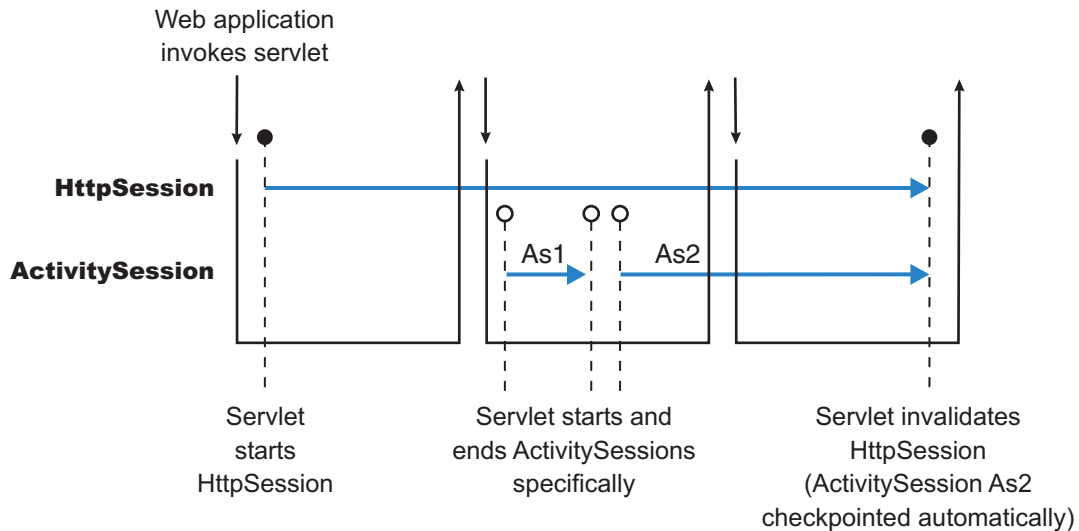 Web application
invokes servlet
HttpSession
As1
As2
ActivitySession
Servlet
starts
HttpSession
Servlet starts and
ends ActivitySessions
specifically
Servlet invalidates
HttpSession
(ActivitySession As2
checkpointed automatically)